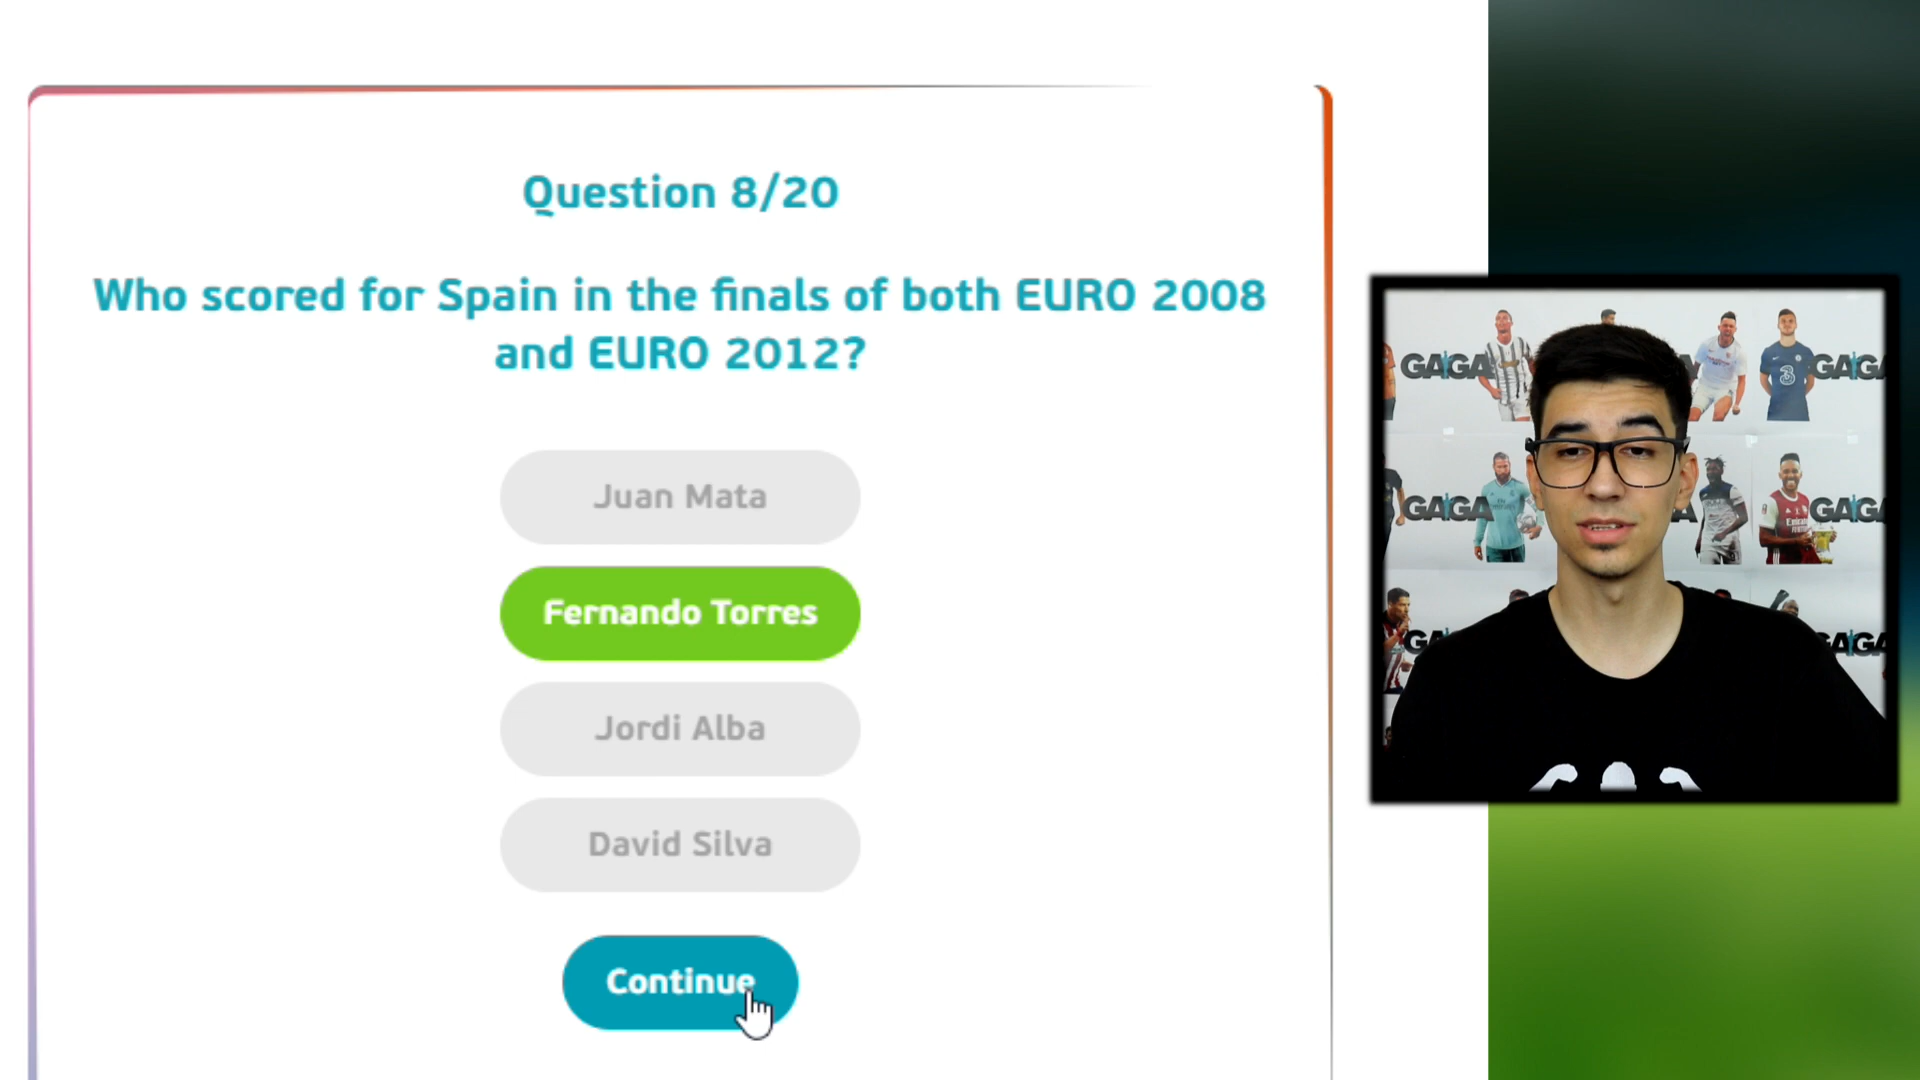 Question 8/20
Who scored for Spain in the finals of both EURO 2008
and EURO 2012?
Juan Mata
Fernando Torres
Jordi Alba
David Silva
Continue
GAGA
GAGA
GAGA
GAGA
3